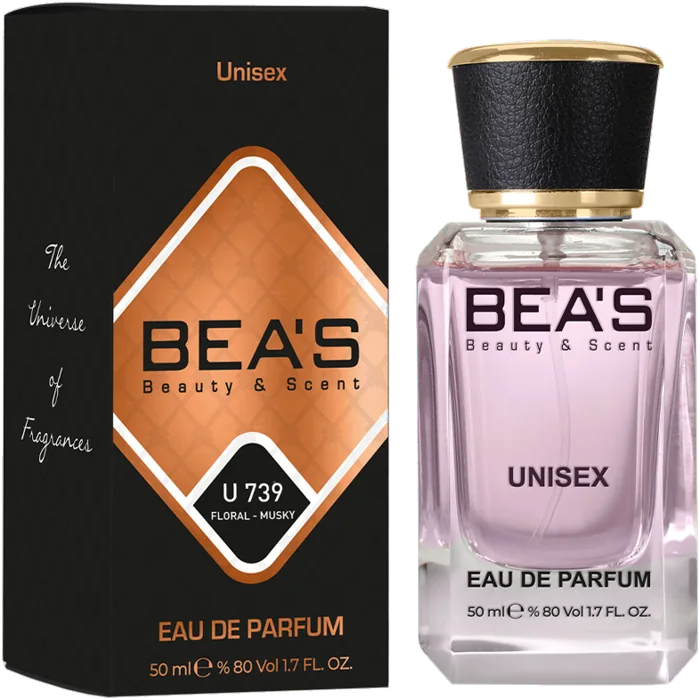 The
Universe
of
Fragrances
Unisex
BEA'S
Beauty & Scent
U 739
FLORAL - MUSKY
EAU DE PARFUM
50 ml ℮ % 80 Vol 1.7 FL. OZ.
BEA'S
Beauty & Scent
UNISEX
EAU DE PARFUM
50 ml ℮ % 80 Vol 1.7 FL. OZ.